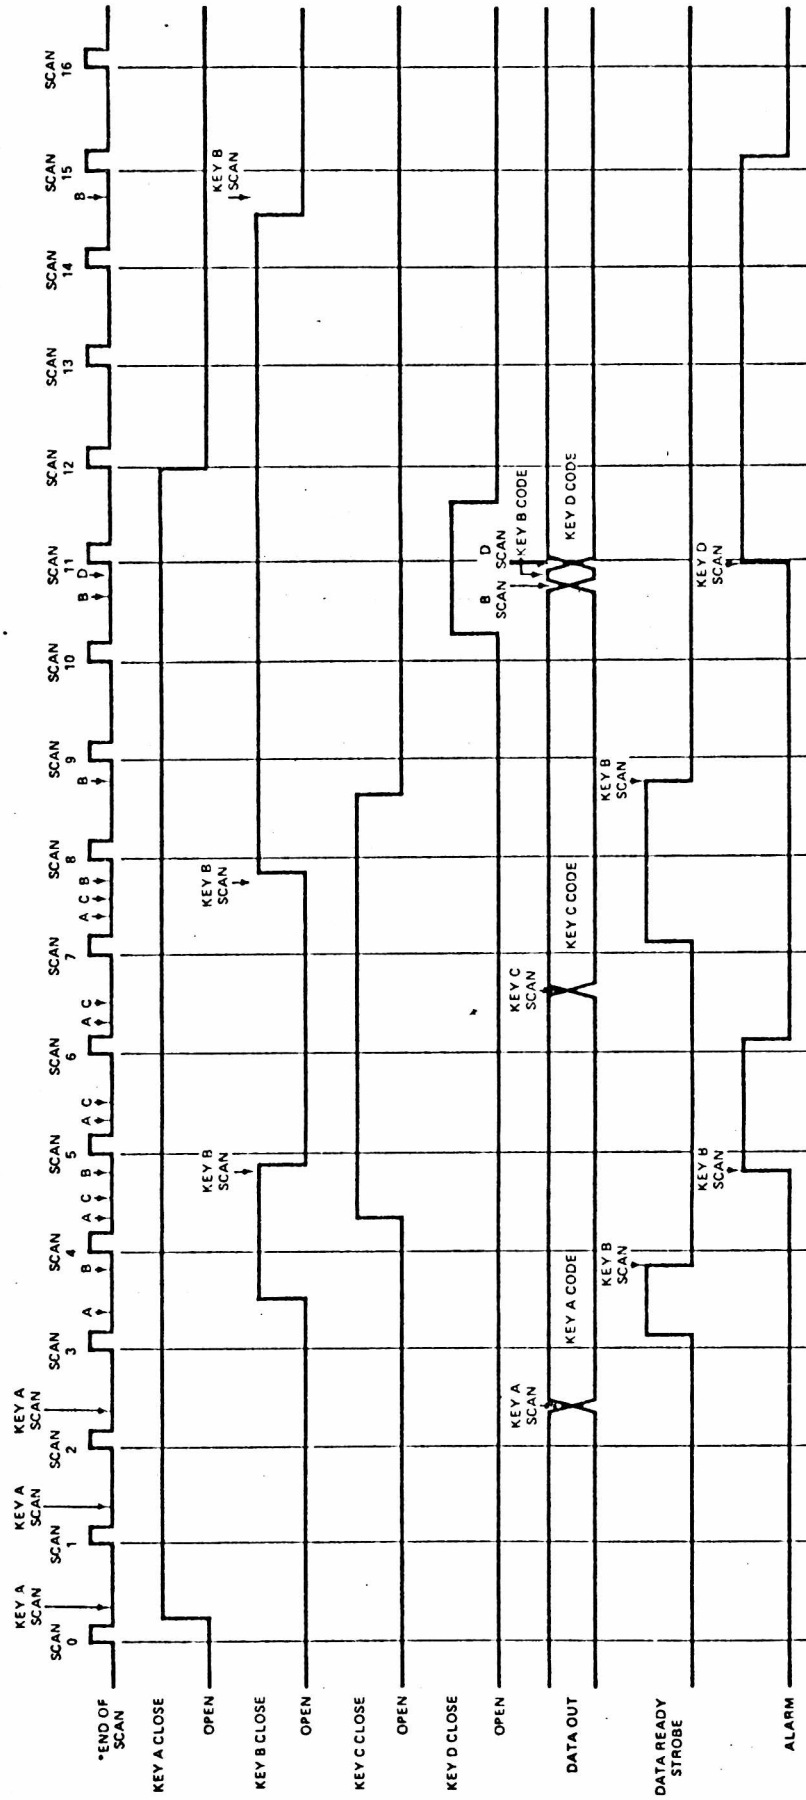 KEY A
SCAN
KEY A
SCAN
KEY A
SCAN
SCAN
0
SCAN
1
SCAN
2
SCAN
3
SCAN
4
SCAN
5
SCAN
6
SCAN
7
SCAN
8
SCAN
9
SCAN
10
SCAN
11
SCAN
12
SCAN
13
SCAN
14
SCAN
15
SCAN
16
A B A C B A C A C A C B B B D B
*END OF
SCAN
KEY A CLOSE
OPEN
KEY B CLOSE
KEY B
SCAN
KEY B
SCAN
KEY B
SCAN
OPEN
KEY C CLOSE
OPEN
KEY D CLOSE
OPEN
KEY A
SCAN
KEY C
SCAN
B
SCAN
D
SCAN
KEY B CODE
DATA OUT
KEY A CODE
KEY C CODE
KEY D CODE
KEY B
SCAN
KEY B
SCAN
DATA READY
STROBE
KEY B
SCAN
KEY D
SCAN
ALARM